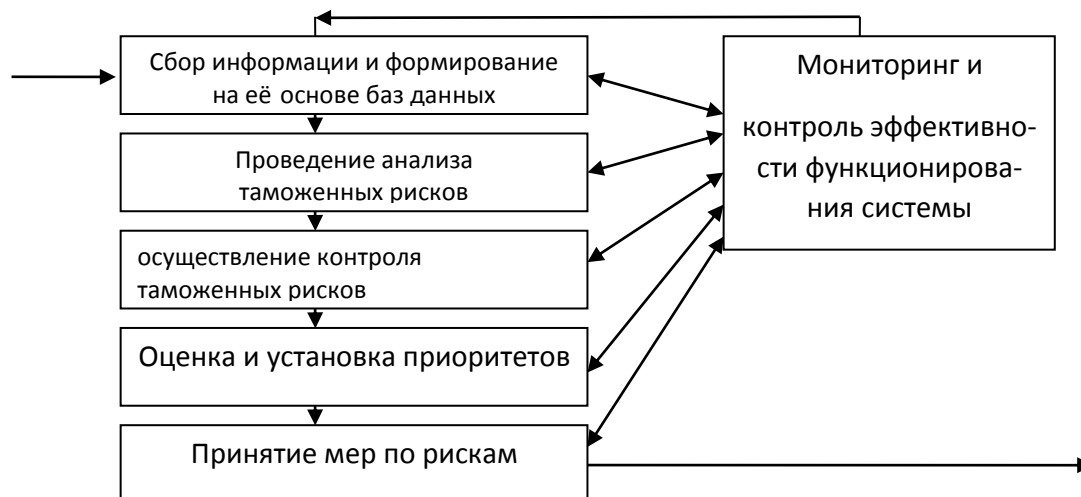 Сбор информации и формирование
на её основе баз данных
Проведение анализа
таможенных рисков
осуществление контроля
таможенных рисков
Оценка и установка приоритетов
Принятие мер по рискам
Мониторинг и
контроль эффективно-
сти функционирова-
ния системы